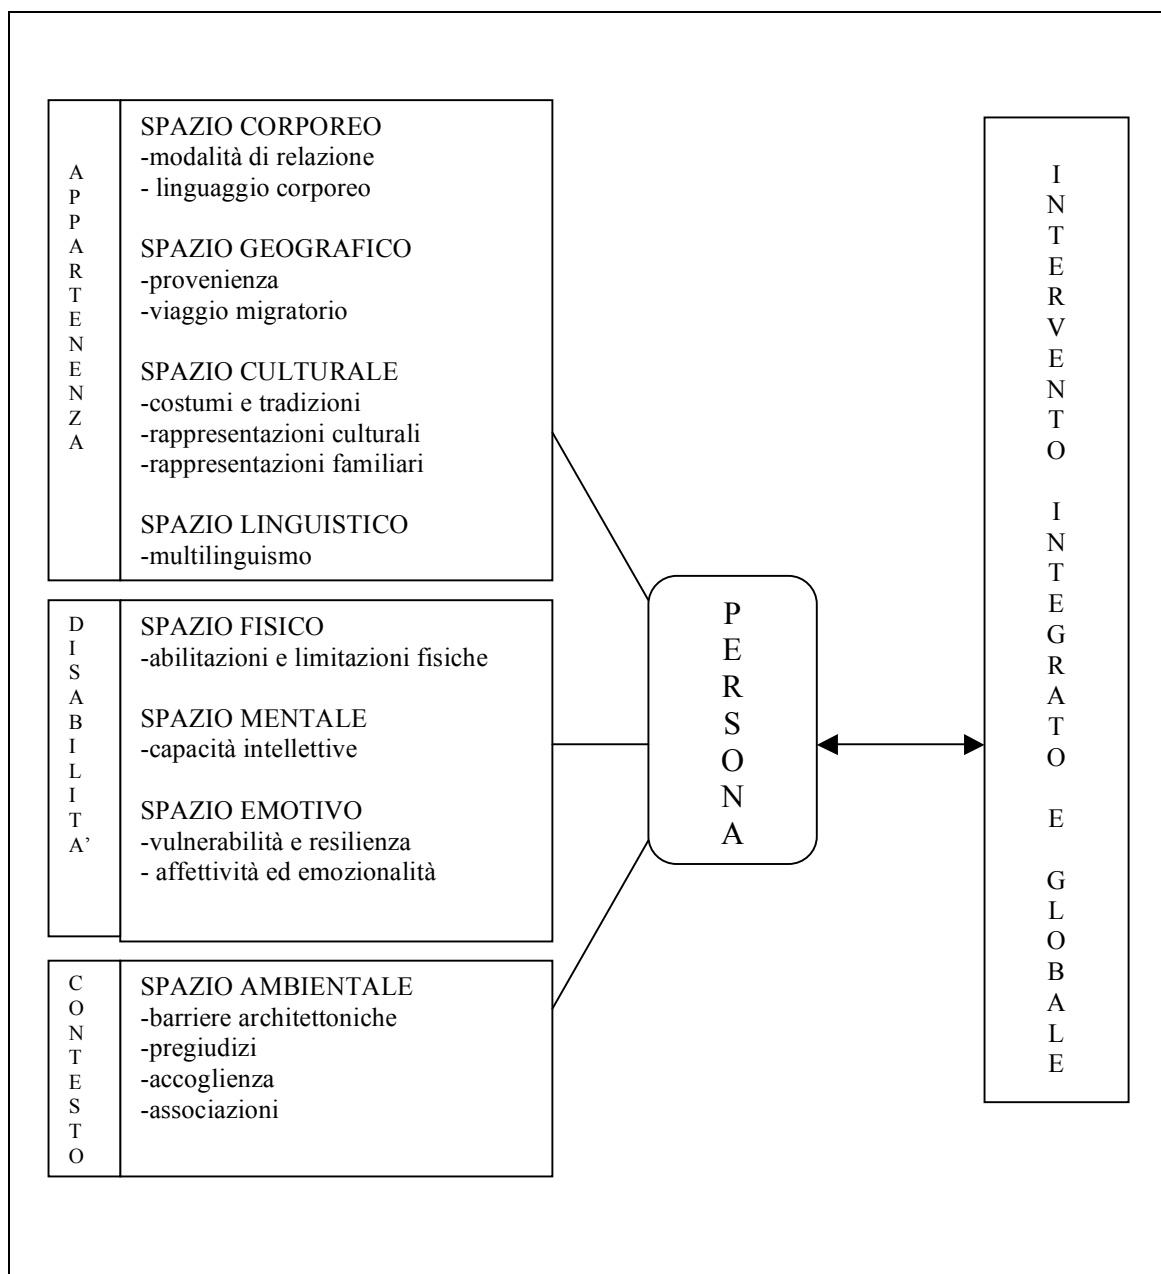 APPARTENENZA
SPAZIO CORPOREO
-modalità di relazione
- linguaggio corporeo
SPAZIO GEOGRAFICO
-provenienza
-viaggio migratorio
SPAZIO CULTURALE
-costumi e tradizioni
-rappresentazioni culturali
-rappresentazioni familiari
SPAZIO LINGUISTICO
-multilinguismo
DISABILITA’
SPAZIO FISICO
-abilitazioni e limitazioni fisiche
SPAZIO MENTALE
-capacità intellettive
SPAZIO EMOTIVO
-vulnerabilità e resilienza
- affettività ed emozionalità
CONTESTO
SPAZIO AMBIENTALE
-barriere architettoniche
-pregiudizi
-accoglienza
-associazioni
PERSONA
INTERVENTO INTEGRATO E GLOBALE